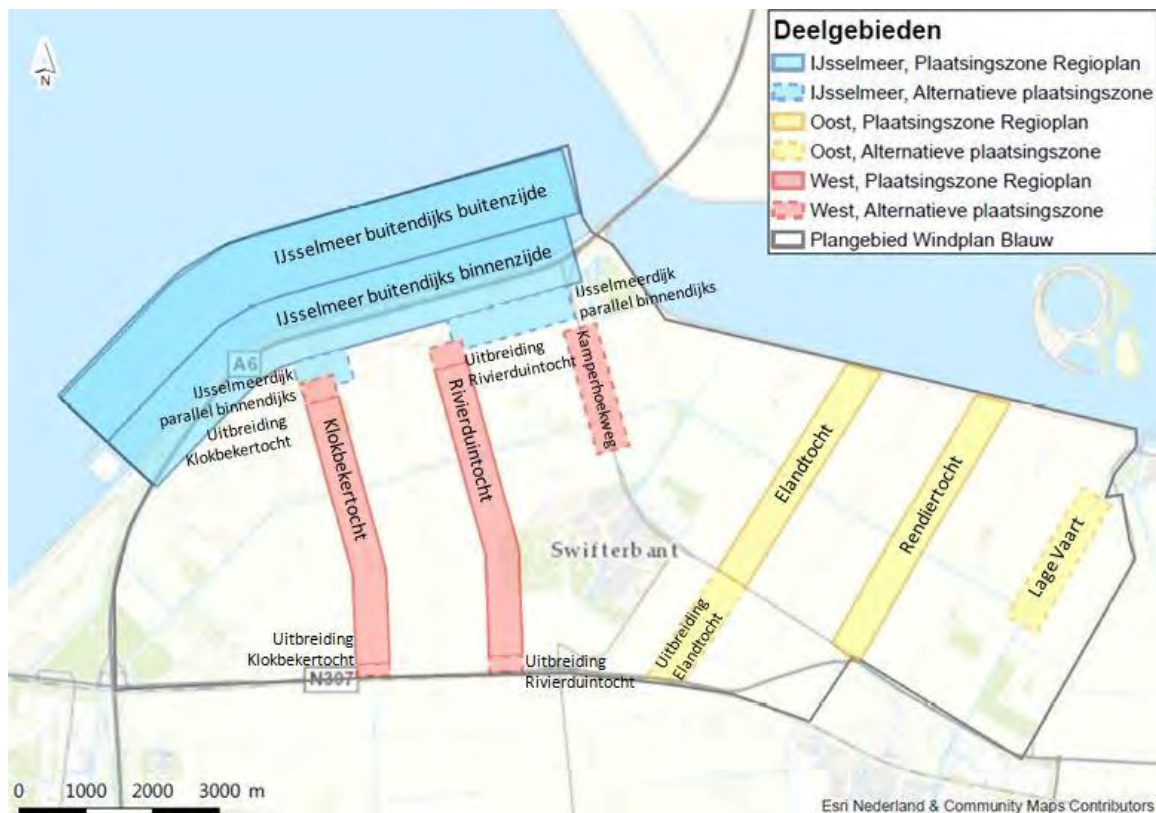 N
Deelgebieden
IJsselmeer, Plaatsingszone Regioplan
IJsselmeer, Alternatieve plaatsingszone
Oost, Plaatsingszone Regioplan
Oost, Alternatieve plaatsingszone
West, Plaatsingszone Regioplan
West, Alternatieve plaatsingszone
Plangebied Windplan Blauw
IJsselmeer buitendijks buitenzijde
IJsselmeer buitendijks binnenzijde
IJsselmeerdijk
parallel binnendijks
A6
IJsselmeerdijk
parallel binnendijks
Uitbreiding
Klokbekertocht
Uitbreiding
Rivierduintocht
Kamperhoekweg
Klokbekertocht
Rivierduintocht
Elandtocht
Rendiertocht
Lage Vaart
Swifterbant
Uitbreiding
Elandtocht
Uitbreiding
Klokbekertocht
Uitbreiding
Rivierduintocht
N307
0 1000 2000 3000 m
Esri Nederland & Community Maps Contributors